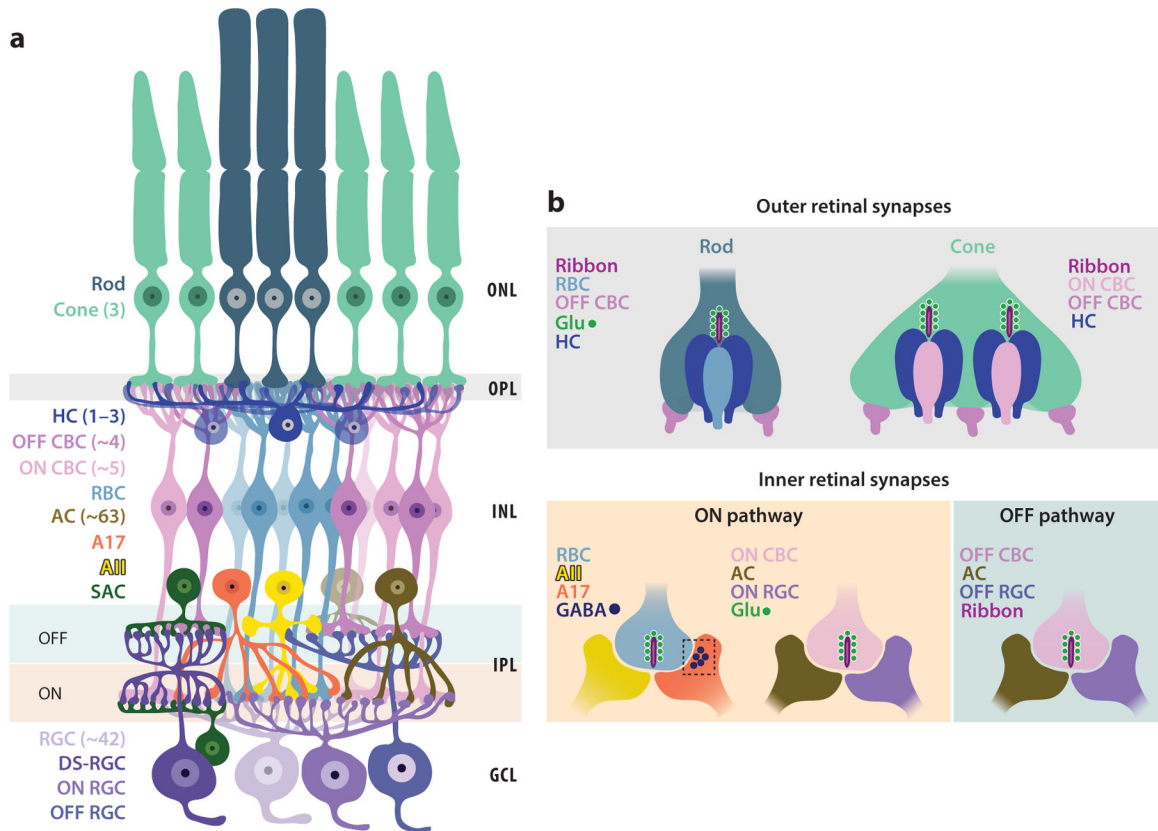 a
Rod
Cone (3)
ONL
OPL
HC (1–3)
OFF CBC (~4)
ON CBC (~5)
RBC
AC (~63)
A17
AII
SAC
INL
OFF
ON
IPL
RGC (~42)
DS-RGC
ON RGC
OFF RGC
GCL
b
Outer retinal synapses
Rod
Ribbon
RBC
OFF CBC
Glu
HC
Cone
Ribbon
ON CBC
OFF CBC
HC
Inner retinal synapses
ON pathway
RBC
AII
A17
GABA
ON CBC
AC
ON RGC
Glu
OFF pathway
OFF CBC
AC
OFF RGC
Ribbon